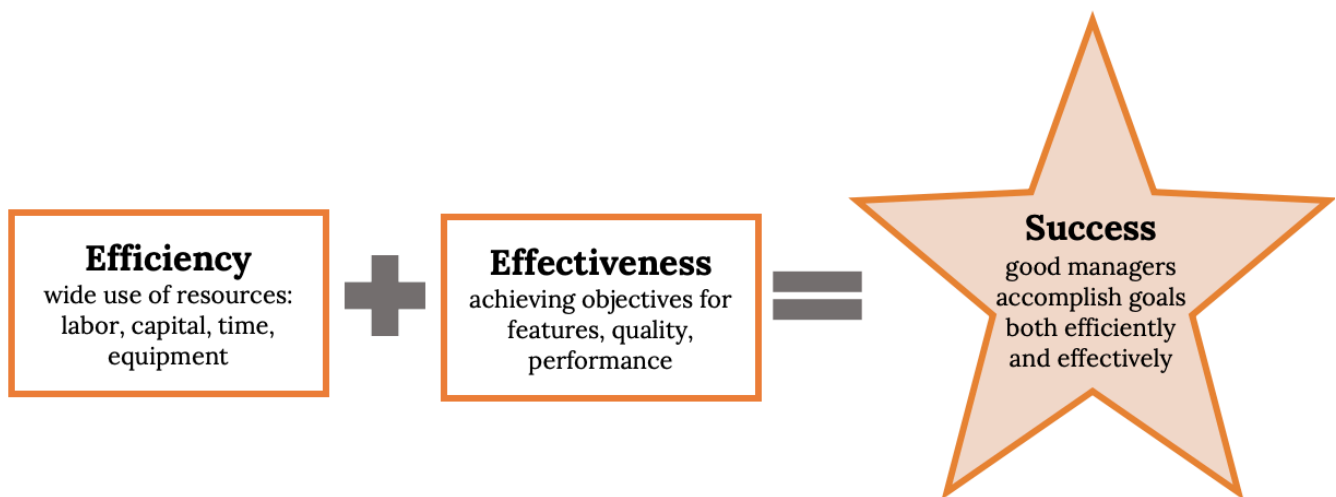 Efficiency
wide use of resources:
labor, capital, time,
equipment
Effectiveness
achieving objectives for
features, quality,
performance
Success
good managers
accomplish goals
both efficiently
and effectively